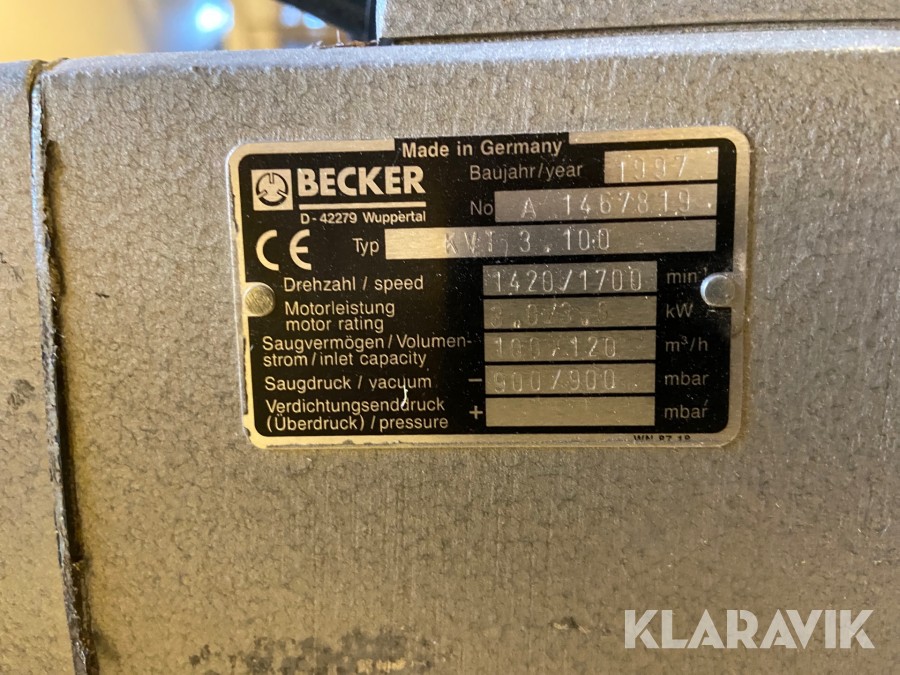 Made in Germany
BECKER
D-42279 Wuppertal
Baujahr/year 1997
No A 1467819
CE Typ KVT 3.100
Drehzahl / speed 1420/1700 min
Motorleistung
motor rating kW
Saugvermögen/Volumen-
strom/inlet capacity 100/120 m³/h
Saugdruck / vacuum - 900/900 mbar
Verdichtungsenddruck
(Überdruck) / pressure + mbar
KLARAVIK